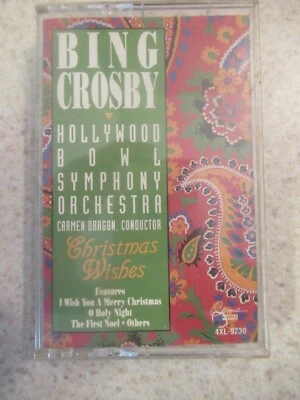 BING
CROSBY
HOLLYWOOD
BOWL
SYMPHONY
ORCHESTRA
CARMEN DRAGON, CONDUCTOR
Christmas
Wishes
Features
I Wish You A Merry Christmas
O Holy Night
The First Noel • Others
4XL-9230